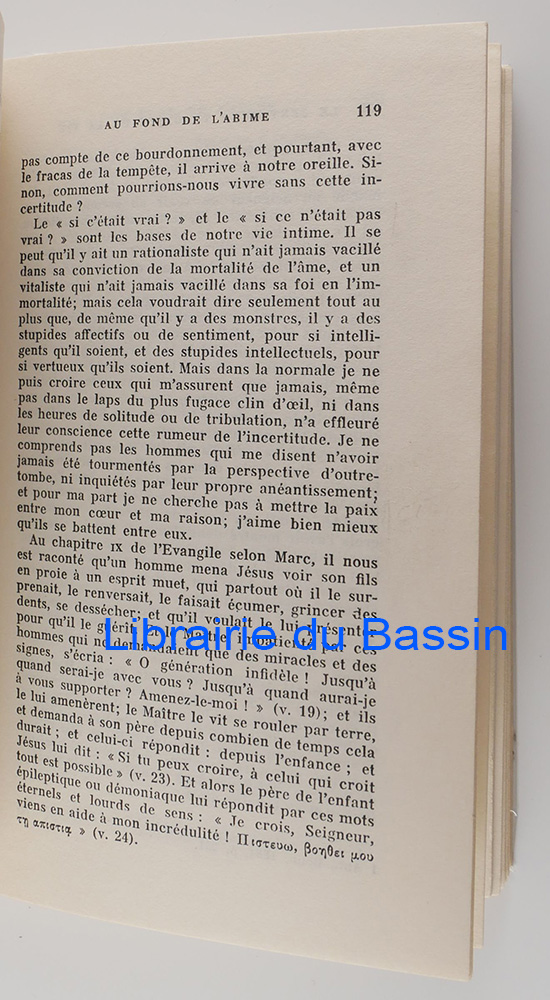 AU FOND DE L'ABIME 119
pas compte de ce bourdonnement, et pourtant, avec
le fracas de la tempête, il arrive à notre oreille. Si-
non, comment pourrions-nous vivre sans cette in-
certitude ?
Le « si c'était vrai ? » et le « si ce n'était pas
vrai ? » sont les bases de notre vie intime. Il se
peut qu'il y ait un rationaliste qui n'ait jamais vacillé
dans sa conviction de la mortalité de l'âme, et un
vitaliste qui n'ait jamais vacillé dans sa foi en l'im-
mortalité; mais cela voudrait dire seulement tout au
plus que, de même qu'il y a des monstres, il y a des
stupides affectifs ou de sentiment, pour si intelli-
gents qu'il soient, et des stupides intellectuels, pour
si vertueux qu'ils soient. Mais dans la normale je ne
puis croire ceux qui m'assurent que jamais, même
pas dans le laps du plus fugace clin d'œil, ni dans
les heures de solitude ou de tribulation, n'a effleuré
leur conscience cette rumeur de l'incertitude. Je ne
comprends pas les hommes qui me disent n'avoir
jamais été tourmentés par la perspective d'outre-
tombe, ni inquiétés par leur propre anéantissement;
et pour ma part je ne cherche pas à mettre la paix
entre mon cœur et ma raison; j'aime bien mieux
qu'ils se battent entre eux.
Au chapitre IX de l'Evangile selon Marc, il nous
est raconté qu'un homme mena Jésus voir son fils
en proie à un esprit muet, qui partout où il le sur-
prenait, le renversait, le faisait écumer, grincer des
dents, se dessécher; et qu'il voulait le lui présenter
pour qu'il le guérit. Et le Maître, impatienté par ces
hommes qui ne demandaient que des miracles et des
signes, s'écria : « O génération infidèle ! Jusqu'à
quand serai-je avec vous ? Jusqu'à quand aurai-je
à vous supporter ? Amenez-le-moi ! » (v. 19); et ils
le lui amenèrent; le Maître le vit se rouler par terre,
et demanda à son père depuis combien de temps cela
durait ; et celui-ci répondit : depuis l'enfance ; et
Jésus lui dit : « Si tu peux croire, à celui qui croit
tout est possible » (v. 23). Et alors le père de l'enfant
épileptique ou démoniaque lui répondit par ces mots
éternels et lourds de sens : « Je crois, Seigneur,
viens en aide à mon incrédulité ! Πιστευω, βοηθει μου
τη απιστιᾳ » (v. 24).
Librairie du Bassin